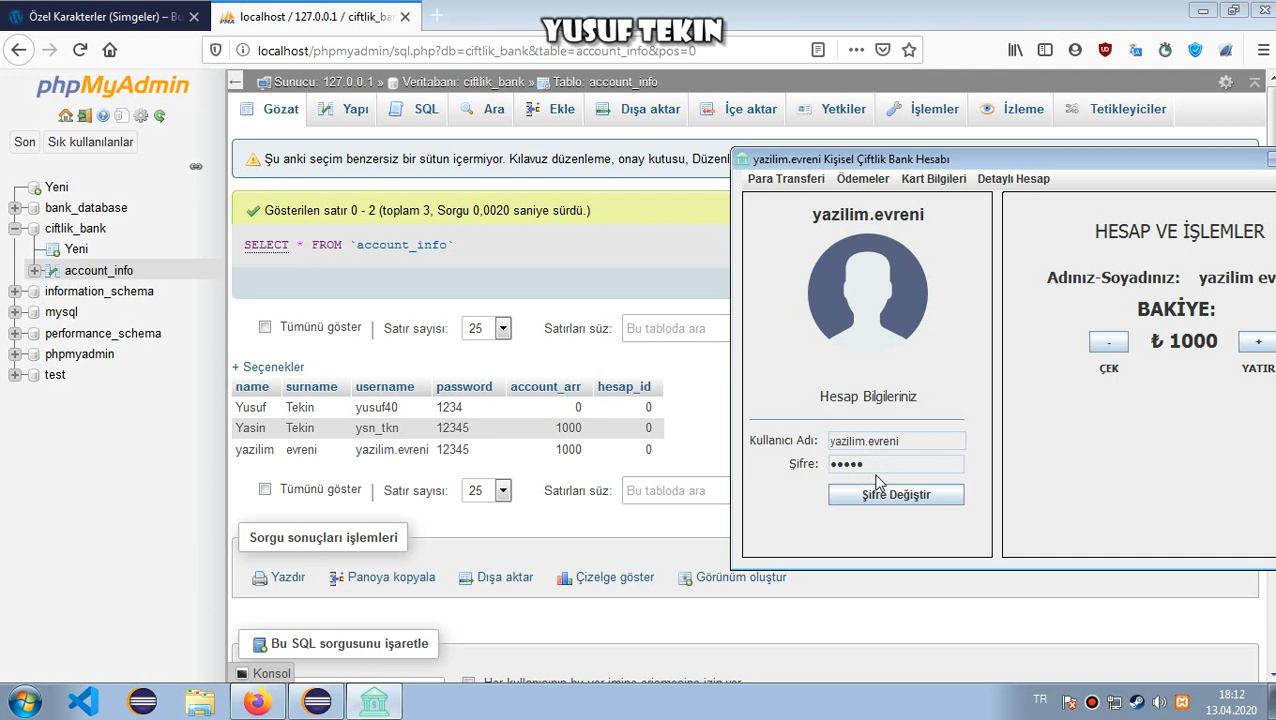 Özel Karakterler (Simgeler) – Bu
localhost / 127.0.0.1 / ciftlik_ban
YUSUF TEKIN
localhost/phpmyadmin/sql.php?db=ciftlik_bank&table=account_info&pos=0
phpMyAdmin
Son
Sık kullanılanlar
Yeni
bank_database
ciftlik_bank
Yeni
account_info
information_schema
mysql
performance_schema
phpmyadmin
test
Sunucu: 127.0.0.1 » Veritabanı: ciftlik_bank » Tablo: account_info
Gözat Yapı SQL Ara Ekle Dışa aktar İçe aktar Yetkiler İşlemler İzleme Tetikleyiciler
Şu anki seçim benzersiz bir sütun içermiyor. Kılavuz düzenleme, onay kutusu, Düzenl
Gösterilen satır 0 - 2 (toplam 3, Sorgu 0,0020 saniye sürdü.)
SELECT * FROM `account_info`
Tümünü göster Satır sayısı: 25 Satırları süz: Bu tabloda ara
+ Seçenekler
name surname username password account_arr hesap_id
Yusuf Tekin yusuf40 1234 0 0
Yasin Tekin ysn_tkn 12345 1000 0
yazilim evreni yazilim.evreni 12345 1000 0
Tümünü göster Satır sayısı: 25 Satırları süz: Bu tabloda ara
Sorgu sonuçları işlemleri
Yazdır Panoya kopyala Dışa aktar Çizelge göster Görünüm oluştur
Bu SQL sorgusunu işaretle
Konsol
yazilim.evreni Kişisel Çiftlik Bank Hesabı
Para Transferi Ödemeler Kart Bilgileri Detaylı Hesap
yazilim.evreni
Hesap Bilgileriniz
Kullanıcı Adı: yazilim.evreni
Şifre: •••••
Şifre Değiştir
HESAP VE İŞLEMLER
Adınız-Soyadınız: yazilim ev
BAKİYE:
- ₺ 1000 +
ÇEK YATIR
TR
18:12
13.04.2020